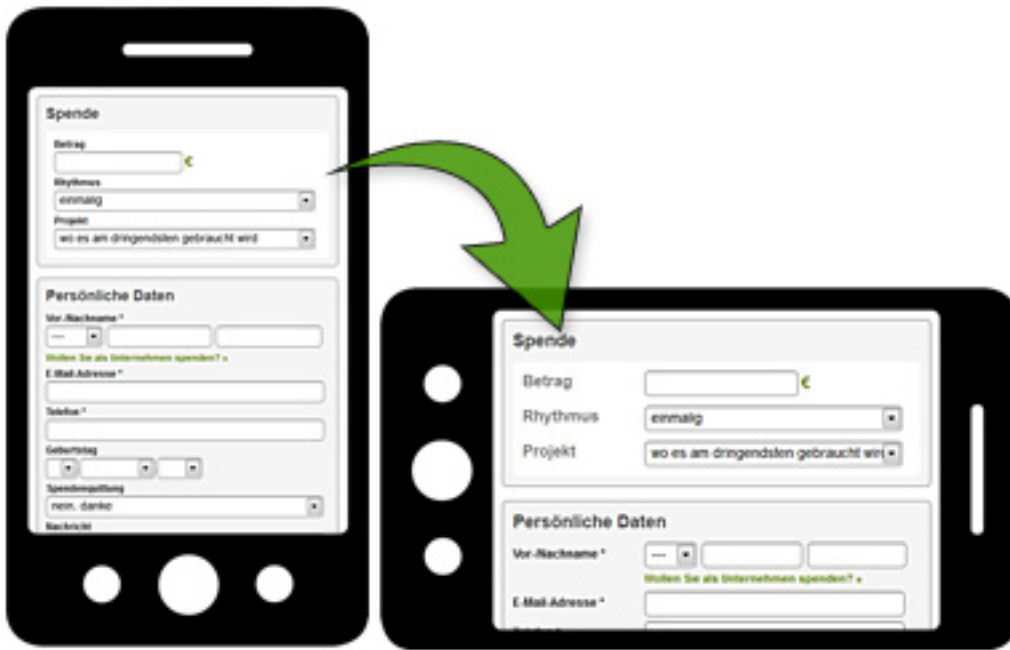 Spende
Betrag
€
Rhythmus
einmalig
Projekt
wo es am dringendsten gebraucht wird
Persönliche Daten
Vor-/Nachname *
---
Wollen Sie als Unternehmen spenden? »
E-Mail-Adresse *
Telefon *
Geburtstag
Spendenquittung
nein, danke
Nachricht
Spende
Betrag
€
Rhythmus
einmalig
Projekt
wo es am dringendsten gebraucht wird
Persönliche Daten
Vor-/Nachname *
---
Wollen Sie als Unternehmen spenden? »
E-Mail-Adresse *